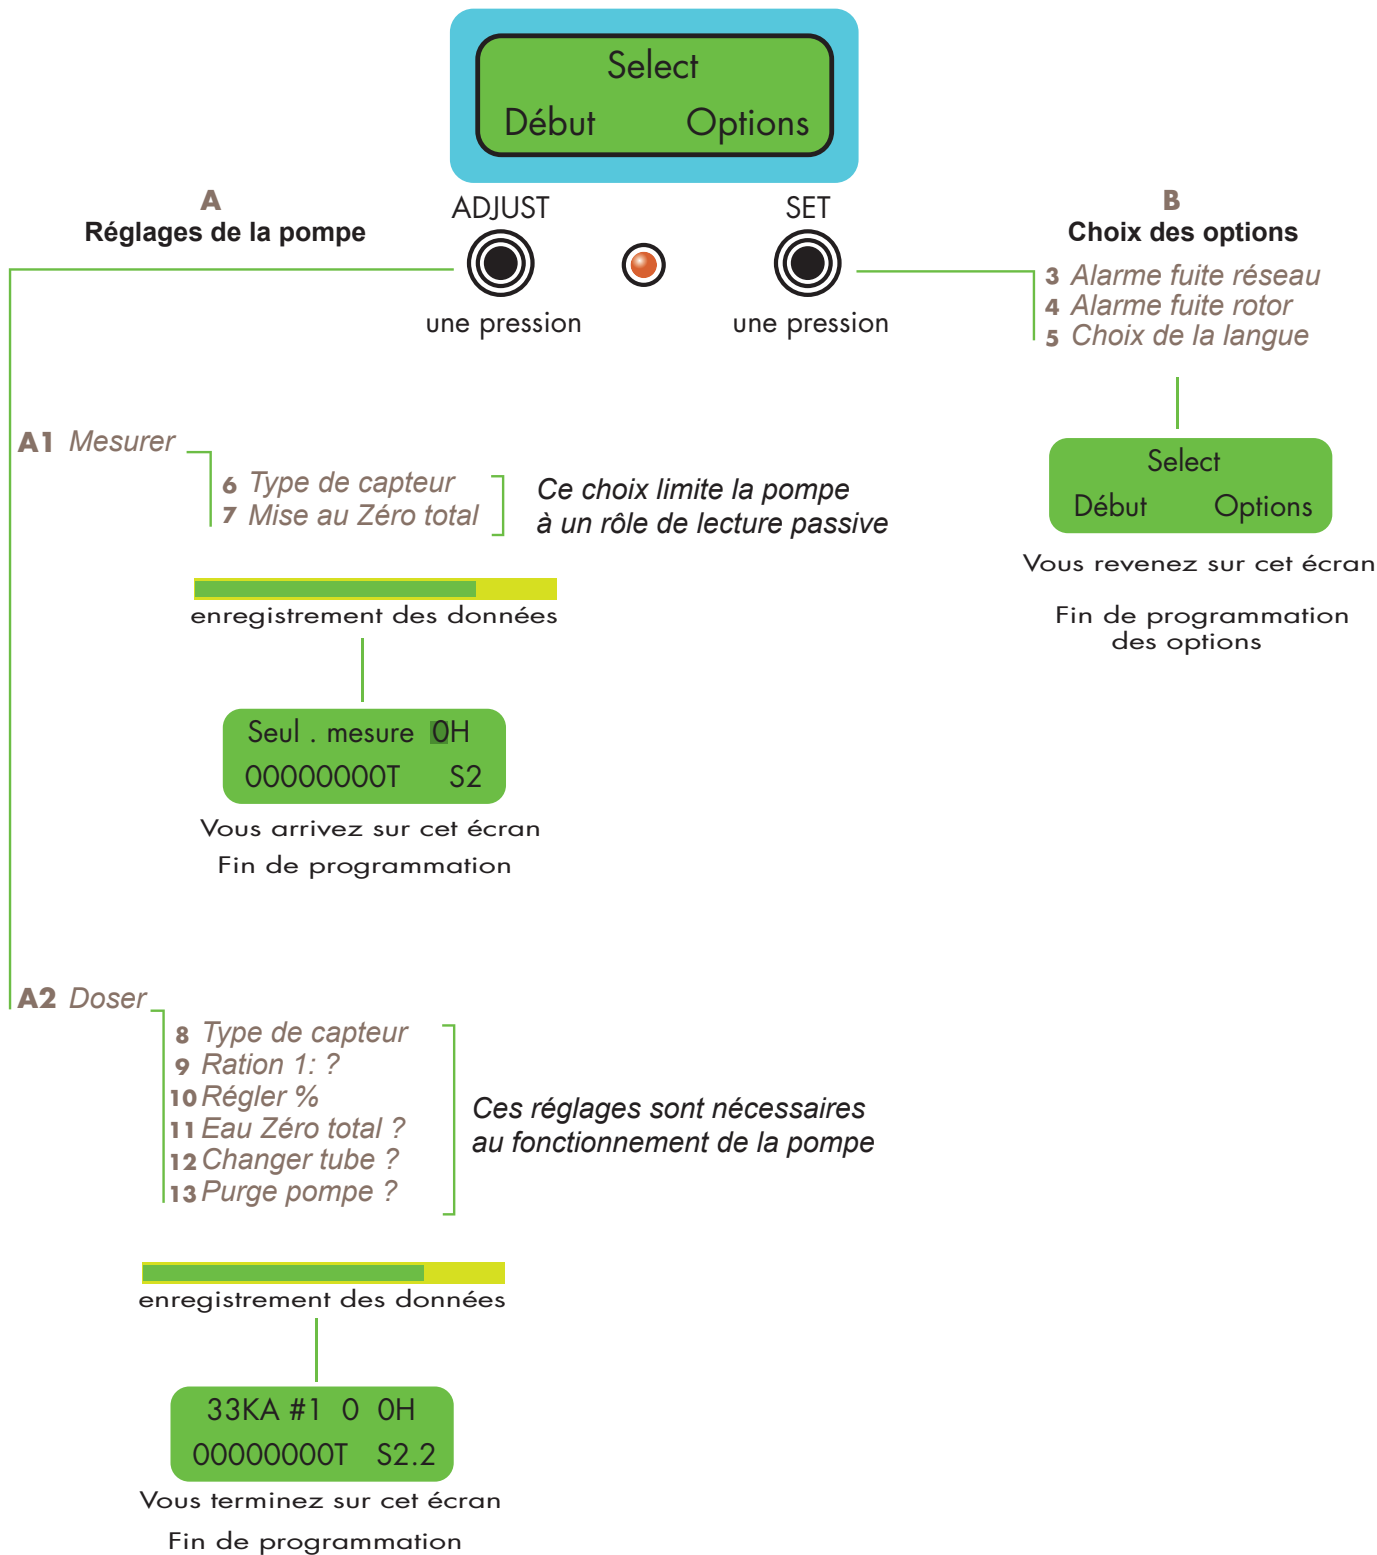 Select
Début Options
A
Réglages de la pompe
ADJUST
SET
une pression
une pression
B
Choix des options
3 Alarme fuite réseau
4 Alarme fuite rotor
5 Choix de la langue
Select
Début Options
Vous revenez sur cet écran
Fin de programmation
des options
A1 Mesurer
6 Type de capteur
7 Mise au Zéro total
Ce choix limite la pompe
à un rôle de lecture passive
enregistrement des données
Seul . mesure 0H
00000000T S2
Vous arrivez sur cet écran
Fin de programmation
A2 Doser
8 Type de capteur
9 Ration 1: ?
10 Régler %
11 Eau Zéro total ?
12 Changer tube ?
13 Purge pompe ?
Ces réglages sont nécessaires
au fonctionnement de la pompe
enregistrement des données
33KA #1 0 0H
00000000T S2.2
Vous terminez sur cet écran
Fin de programmation